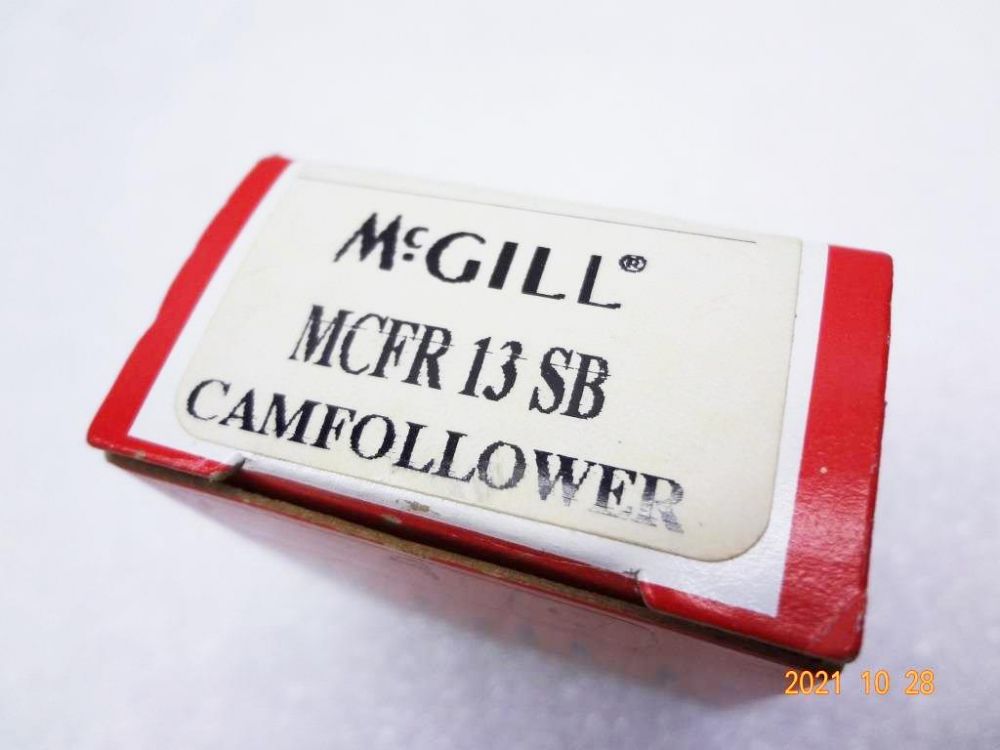 McGILL®
MCFR 13 SB
CAMFOLLOWER
2021 10 28